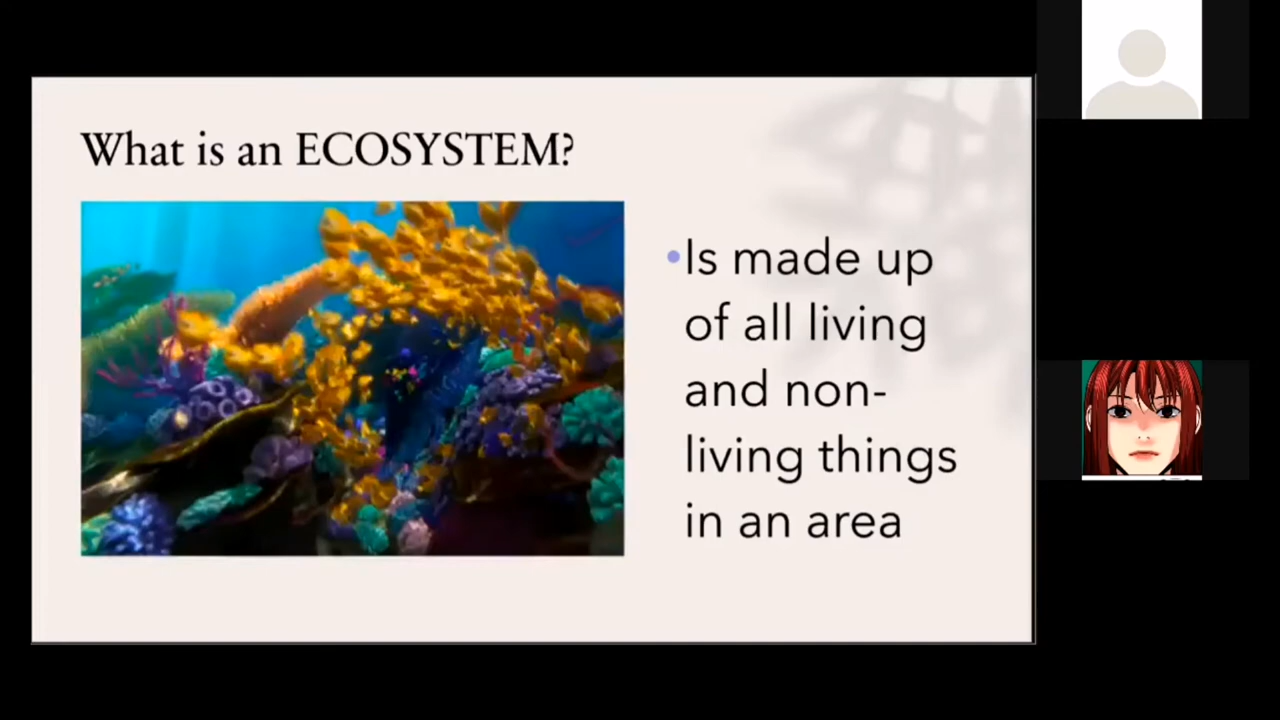 What is an ECOSYSTEM?
•Is made up
of all living
and non-
living things
in an area